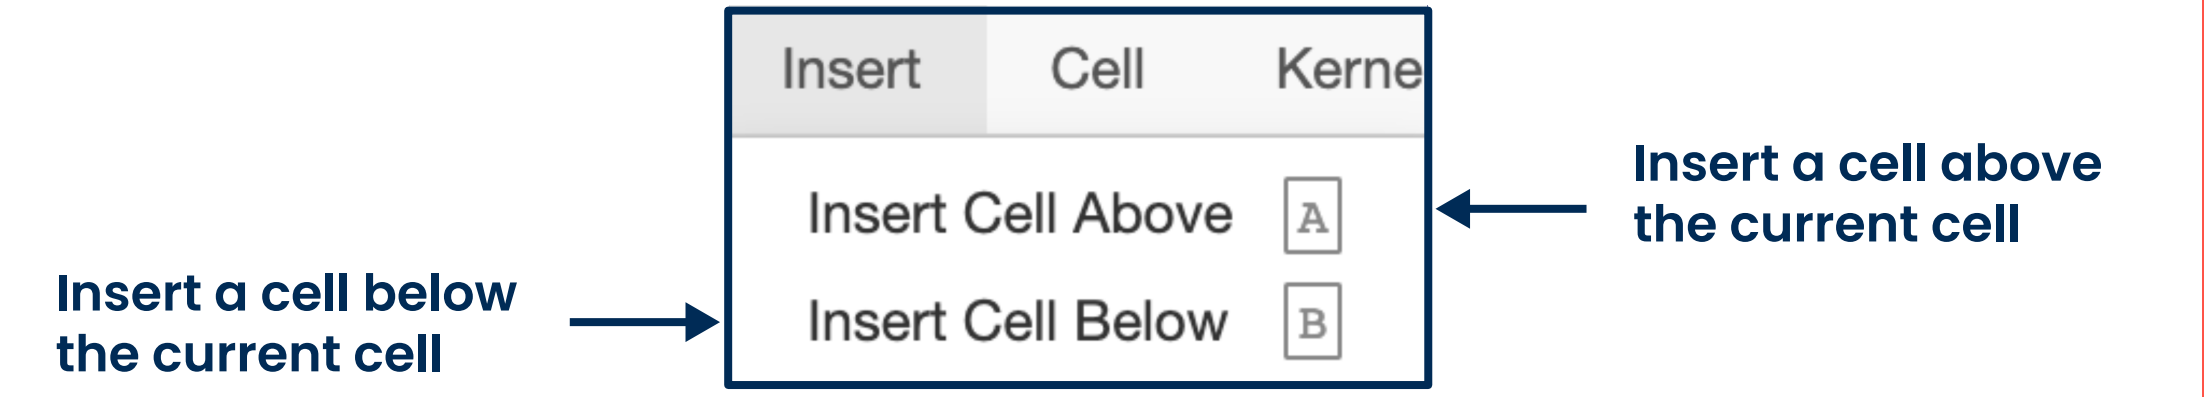 Insert Cell Kerne
Insert Cell Above A
Insert a cell above
the current cell
Insert Cell Below B
Insert a cell below
the current cell